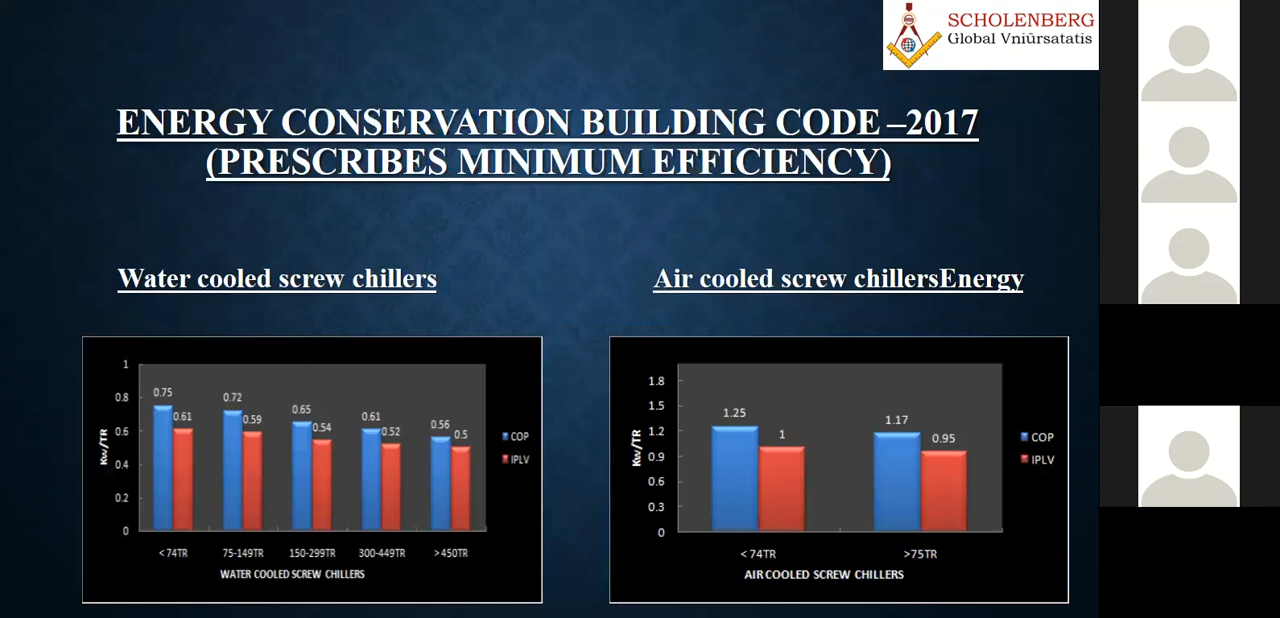 SCHOLENBERG
Global Vniûrsatatis
ENERGY CONSERVATION BUILDING CODE –2017
(PRESCRIBES MINIMUM EFFICIENCY)
Water cooled screw chillers
Air cooled screw chillersEnergy
1
0.8
0.6
0.4
0.2
0
Kw/TR
0.75
0.61
0.72
0.59
0.65
0.54
0.61
0.52
0.56
0.5
COP
IPLV
< 74TR
75-149TR
150-299TR
300-449TR
> 450TR
WATER COOLED SCREW CHILLERS
1.8
1.5
1.2
0.9
0.6
0.3
0
Kw/TR
1.25
1
1.17
0.95
COP
IPLV
< 74TR
>75TR
AIR COOLED SCREW CHILLERS